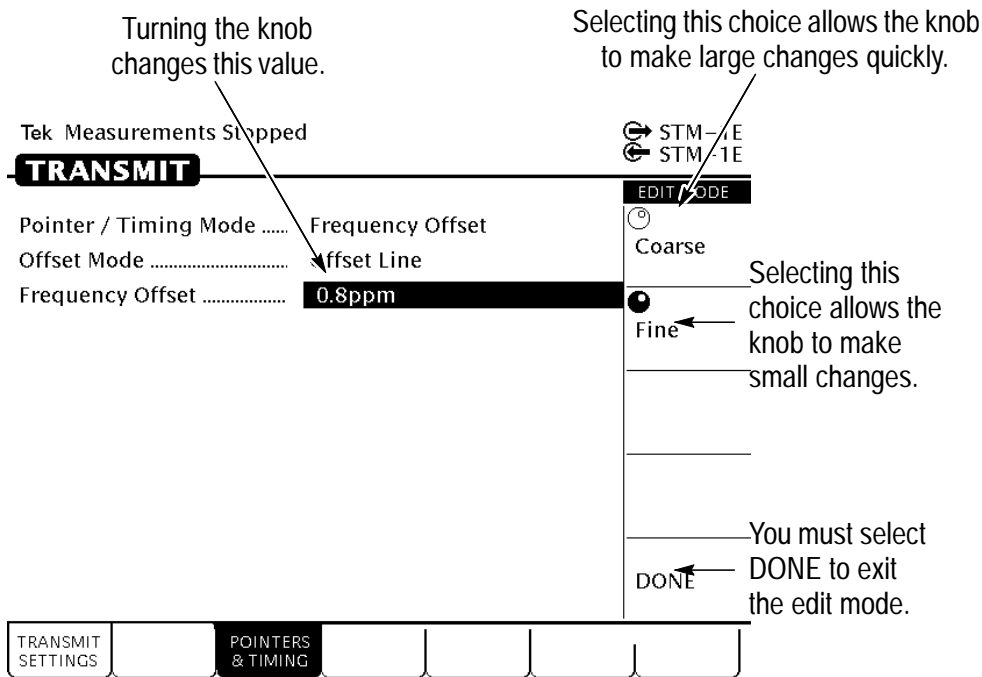 Turning the knob
changes this value.
Selecting this choice allows the knob
to make large changes quickly.
Tek Measurements Stopped
STM–1E
STM–1E
TRANSMIT
EDIT MODE
Pointer / Timing Mode ...... Frequency Offset
Offset Mode ........................... Offset Line
Frequency Offset ................. 0.8ppm
Coarse
Fine
DONE
Selecting this
choice allows the
knob to make
small changes.
You must select
DONE to exit
the edit mode.
TRANSMIT
SETTINGS
POINTERS
& TIMING